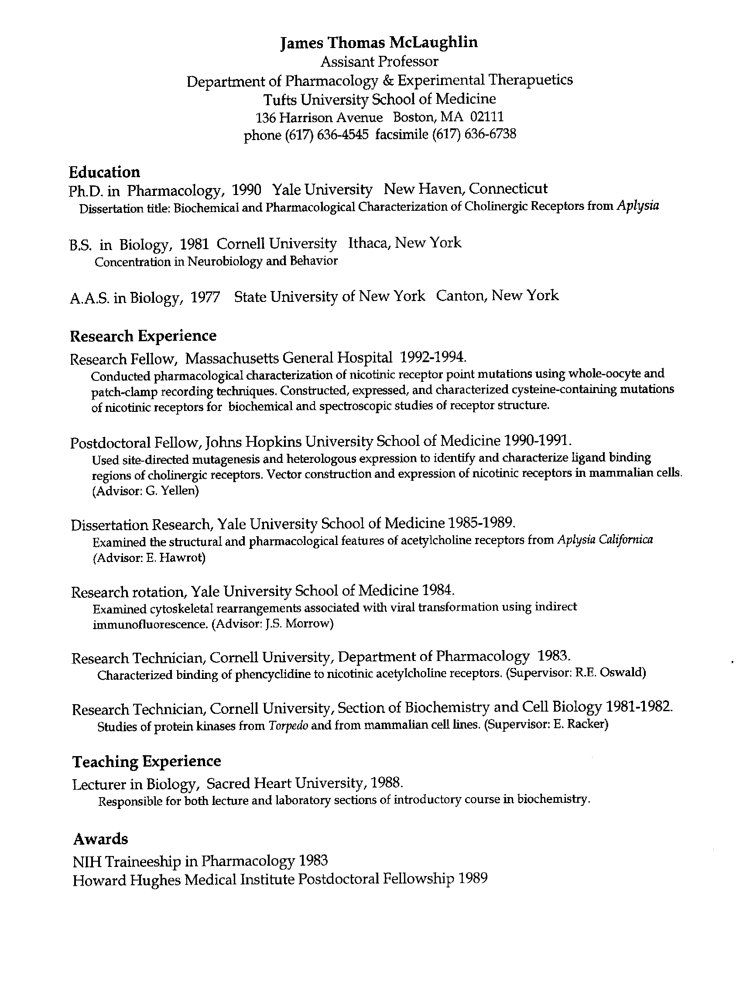 James Thomas McLaughlin
Assisant Professor
Department of Pharmacology & Experimental Therapuetics
Tufts University School of Medicine
136 Harrison Avenue Boston, MA 02111
phone (617) 636-4545 facsimile (617) 636-6738
Education
Ph.D. in Pharmacology, 1990 Yale University New Haven, Connecticut
Dissertation title: Biochemical and Pharmacological Characterization of Cholinergic Receptors from Aplysia
B.S. in Biology, 1981 Cornell University Ithaca, New York
Concentration in Neurobiology and Behavior
A.A.S. in Biology, 1977 State University of New York Canton, New York
Research Experience
Research Fellow, Massachusetts General Hospital 1992-1994.
Conducted pharmacological characterization of nicotinic receptor point mutations using whole-oocyte and
patch-clamp recording techniques. Constructed, expressed, and characterized cysteine-containing mutations
of nicotinic receptors for biochemical and spectroscopic studies of receptor structure.
Postdoctoral Fellow, Johns Hopkins University School of Medicine 1990-1991.
Used site-directed mutagenesis and heterologous expression to identify and characterize ligand binding
regions of cholinergic receptors. Vector construction and expression of nicotinic receptors in mammalian cells.
(Advisor: G. Yellen)
Dissertation Research, Yale University School of Medicine 1985-1989.
Examined the structural and pharmacological features of acetylcholine receptors from Aplysia Californica
(Advisor: E. Hawrot)
Research rotation, Yale University School of Medicine 1984.
Examined cytoskeletal rearrangements associated with viral transformation using indirect
immunofluorescence. (Advisor: J.S. Morrow)
Research Technician, Cornell University, Department of Pharmacology 1983.
Characterized binding of phencyclidine to nicotinic acetylcholine receptors. (Supervisor: R.E. Oswald)
Research Technician, Cornell University, Section of Biochemistry and Cell Biology 1981-1982.
Studies of protein kinases from Torpedo and from mammalian cell lines. (Supervisor: E. Racker)
Teaching Experience
Lecturer in Biology, Sacred Heart University, 1988.
Responsible for both lecture and laboratory sections of introductory course in biochemistry.
Awards
NIH Traineeship in Pharmacology 1983
Howard Hughes Medical Institute Postdoctoral Fellowship 1989